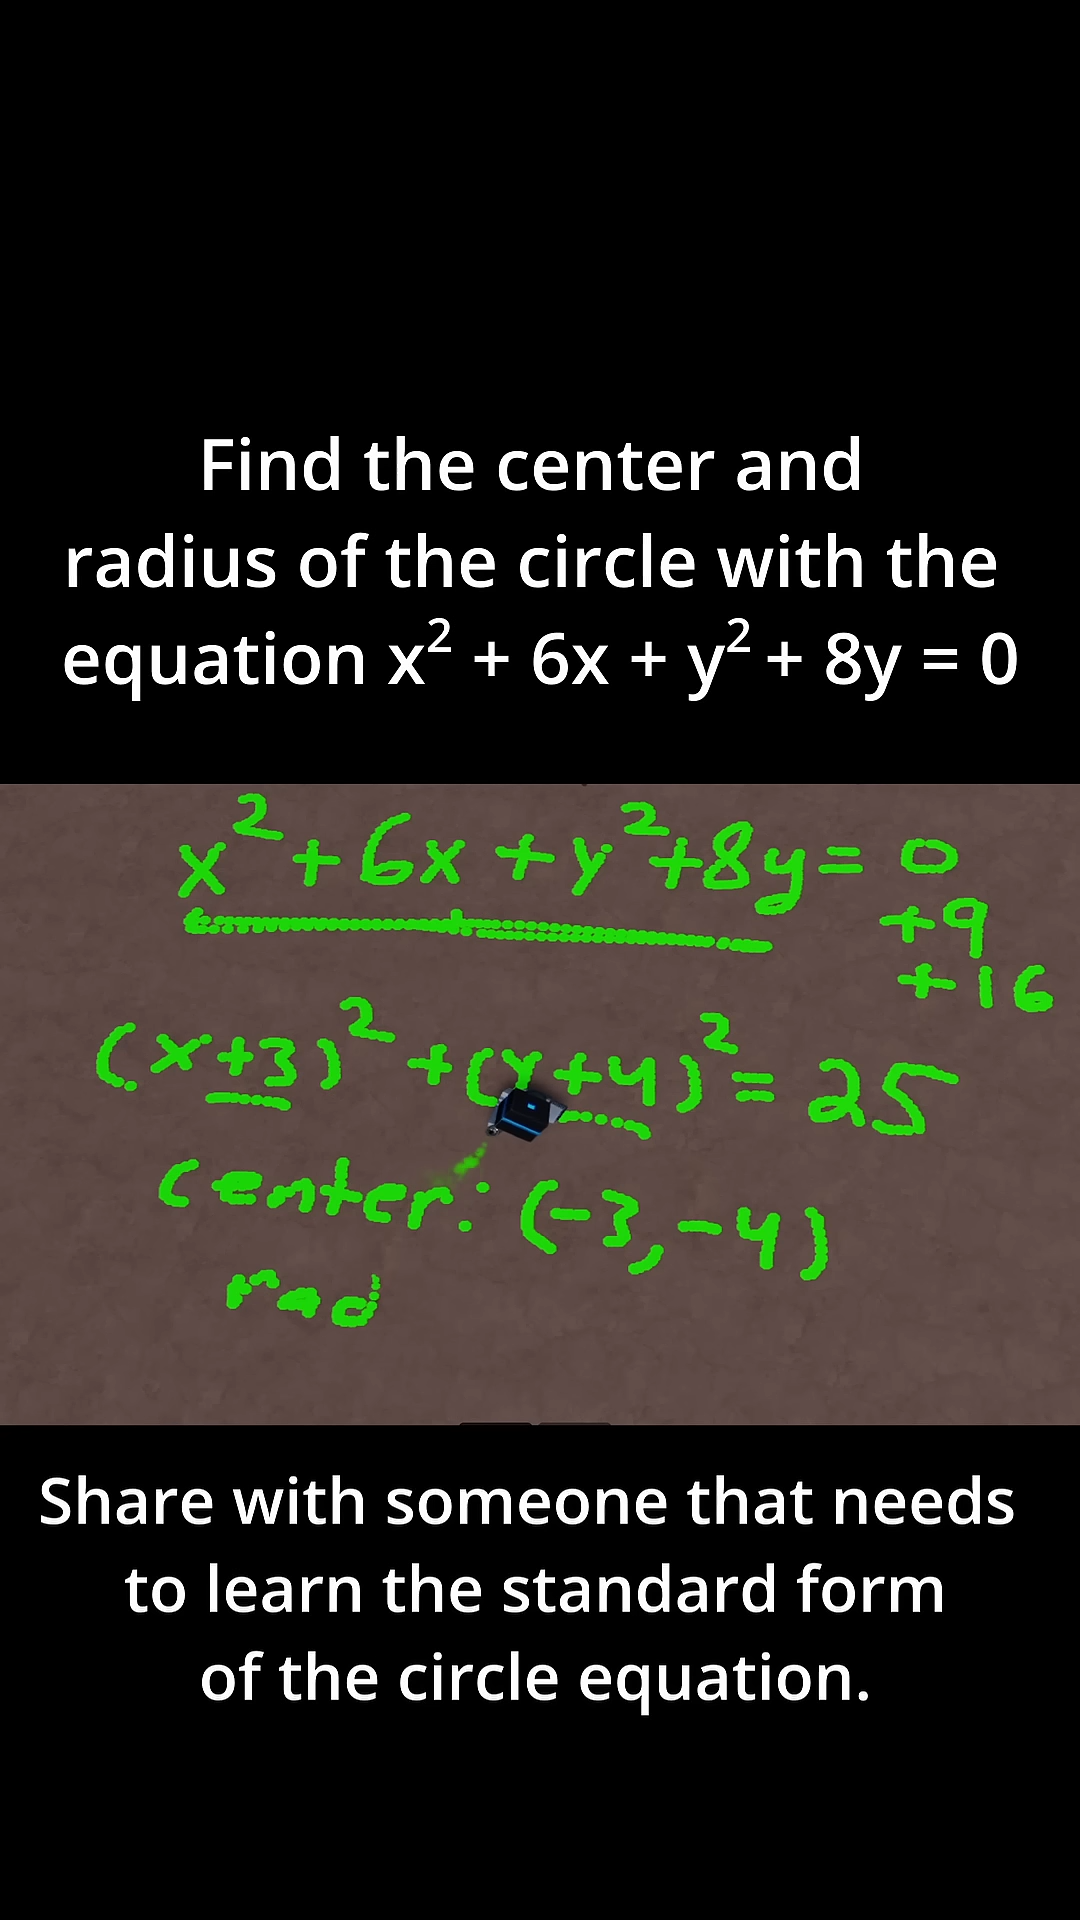 Find the center and
radius of the circle with the
equation x² + 6x + y² + 8y = 0
x² + 6x + y² + 8y = 0
+9
+16
(x+3)² + (y+4)² = 25
center: (-3,-4)
rad
Share with someone that needs
to learn the standard form
of the circle equation.